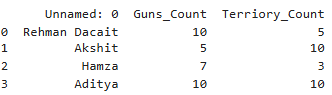 Unnamed: 0 Guns_Count Terriory_Count
0 Rehman Dacait 10 5
1 Akshit 5 10
2 Hamza 7 3
3 Aditya 10 10